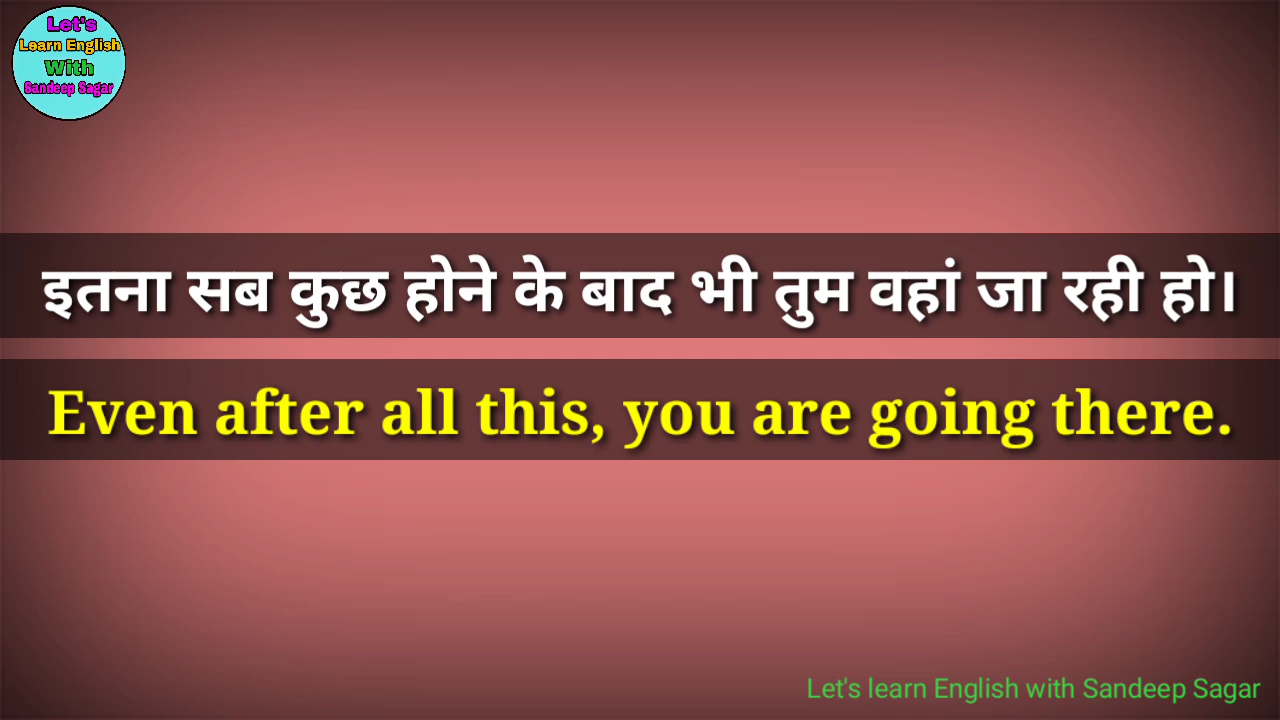 Let's
Learn English
With
Sandeep Sagar
इतना सब कुछ होने के बाद भी तुम वहां जा रही हो।
Even after all this, you are going there.
Let's learn English with Sandeep Sagar